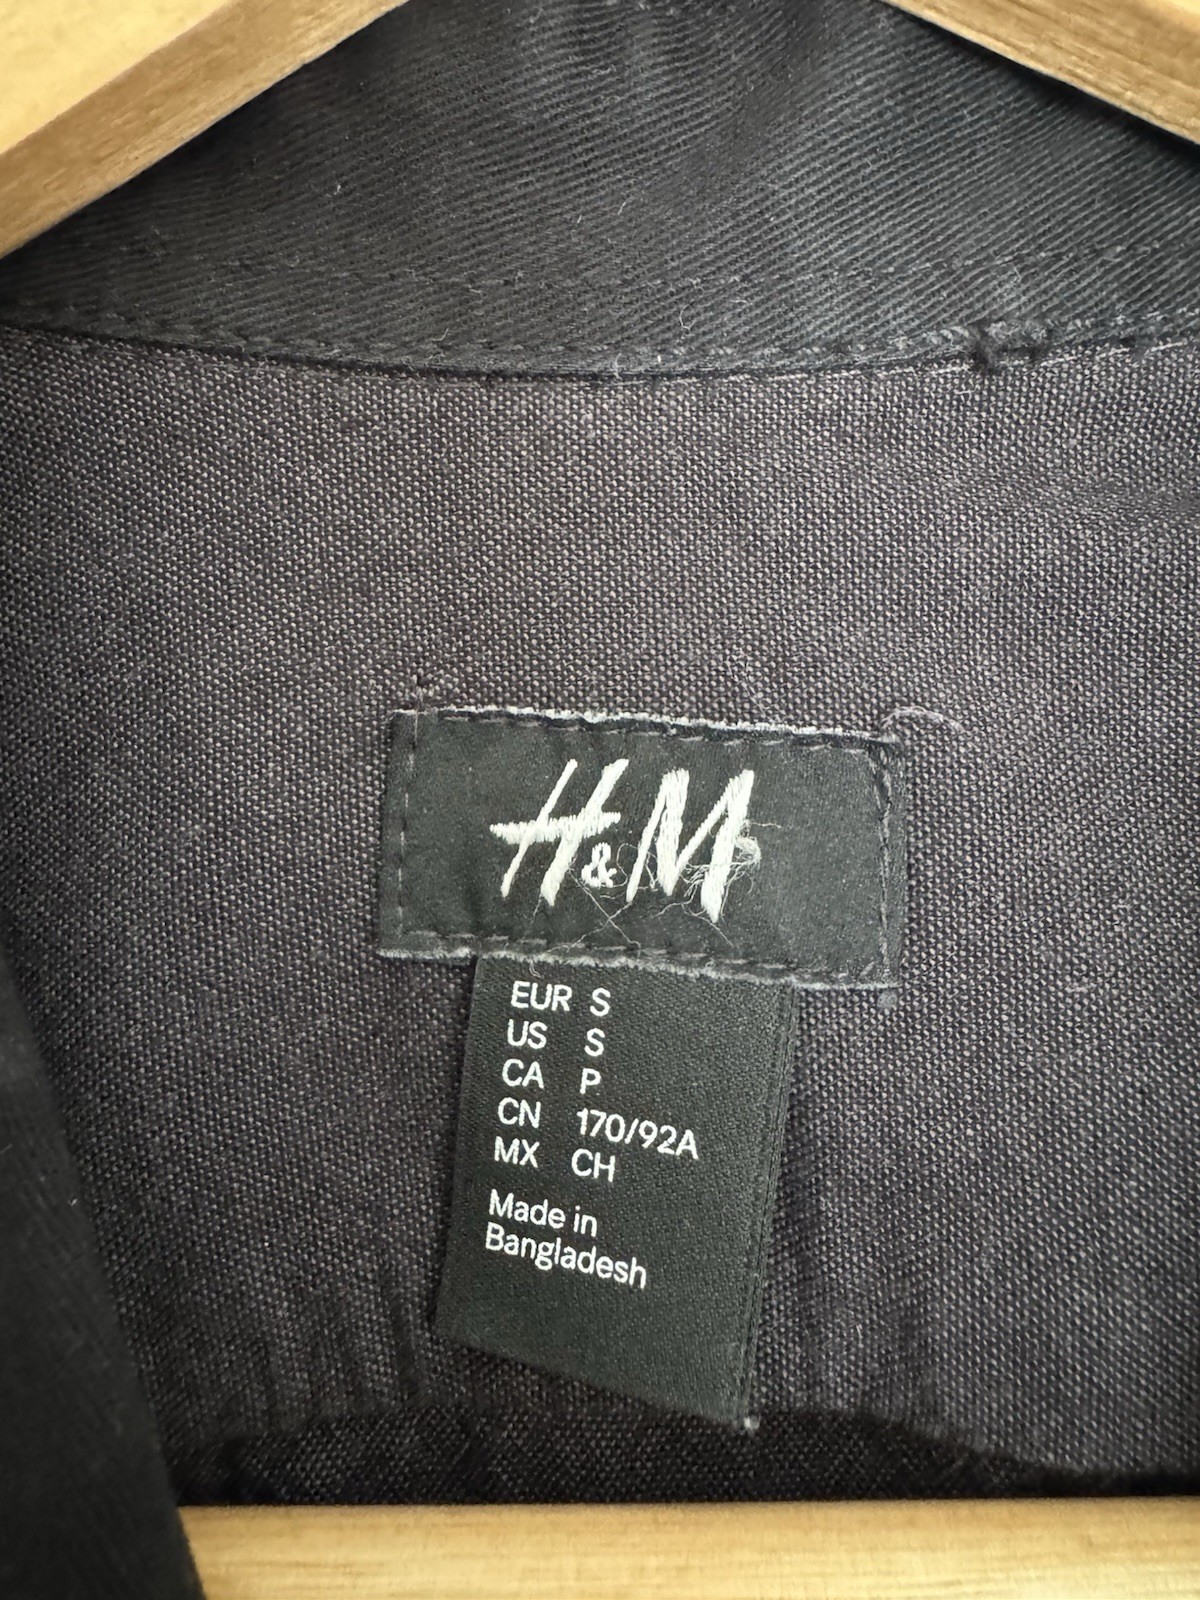 H&M
EUR S
US S
CA P
CN 170/92A
MX CH
Made in
Bangladesh